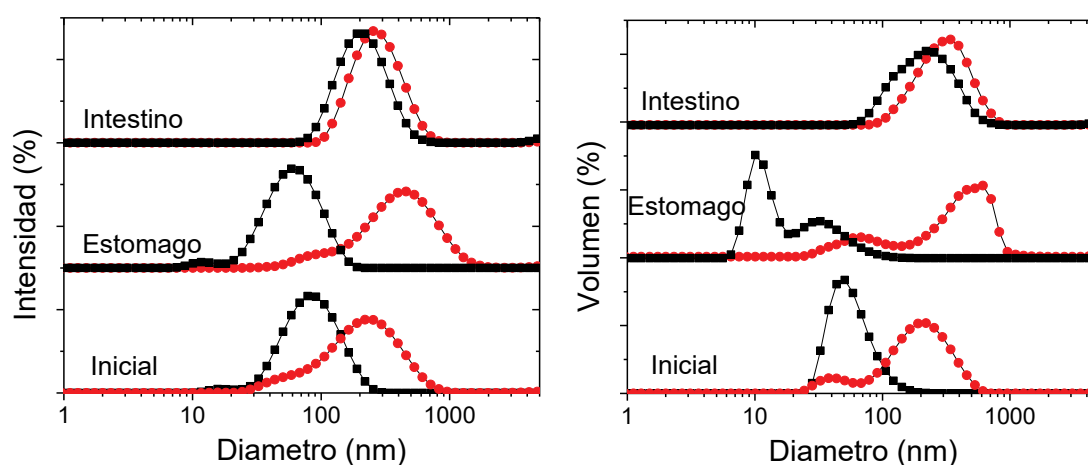 Intensidad (%)
Intestino
Estomago
Inicial
1
10
100
1000
Diametro (nm)
Volumen (%)
Intestino
Estomago
Inicial
1
10
100
1000
Diametro (nm)